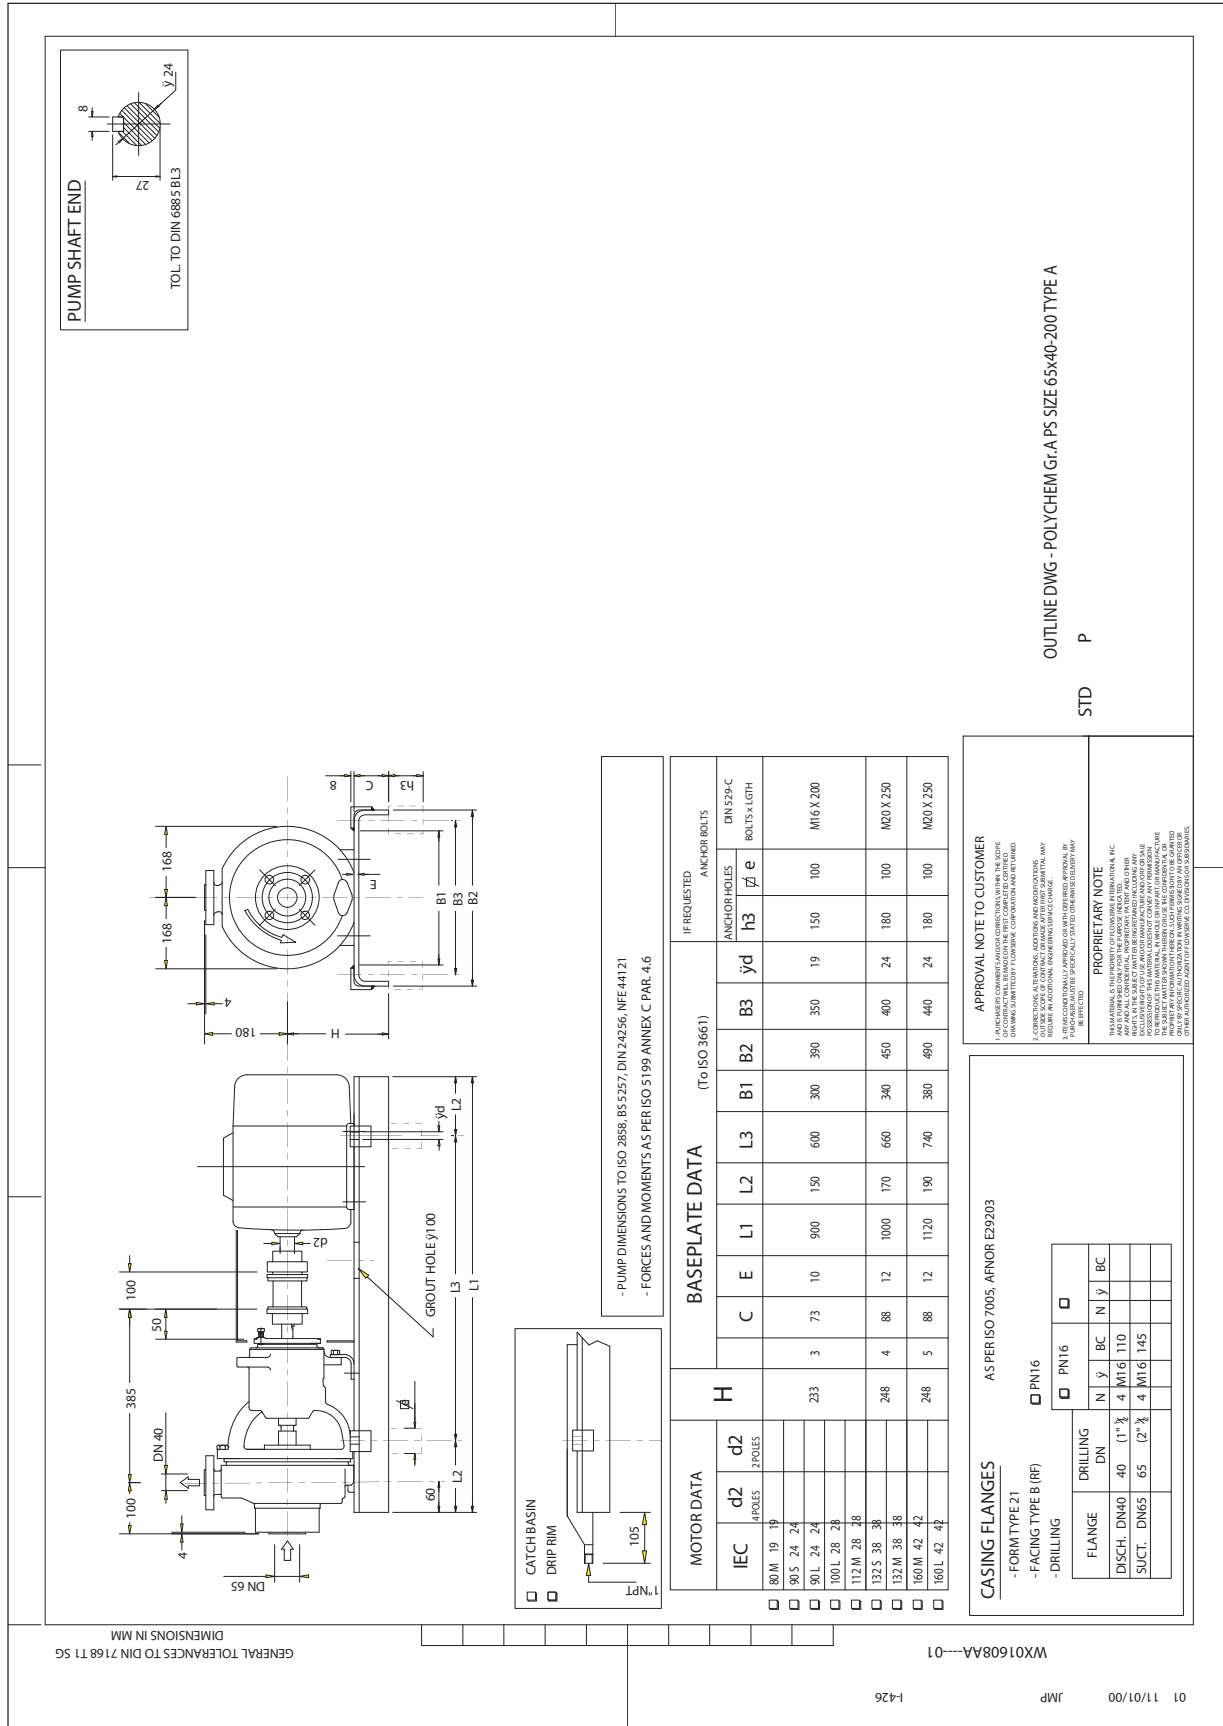 PUMP SHAFT END
8
ÿ 24
27
TOL. TO DIN 6885 BL3
100
385
100
4
DN 40
50
DN 65
d2
60
L2
L3
L2
L1
ÿd
GROUT HOLE ÿ100
168
168
4
180
H
E
8
C
h3
B1
B3
B2
CATCH BASIN
DRIP RIM
105
1"NPT
- PUMP DIMENSIONS TO ISO 2858, BS 5257, DIN 24256, NFE 44121
- FORCES AND MOMENTS AS PER ISO 5199 ANNEX C PAR. 4.6
MOTOR DATA
H
BASEPLATE DATA (To ISO 3661)
IF REQUESTED
ANCHOR BOLTS
IEC d2 4 POLES d2 2 POLES C E L1 L2 L3 B1 B2 B3 ÿd ANCHOR HOLES h3 e DIN 529-C BOLTS x LGTH
80 M 19 19
90 S 24 24
90 L 24 24
100 L 28 28
112 M 28 28
233 3 73 10 900 150 600 300 390 350 19 150 100 M16 X 200
132 S 38 38
132 M 38 38
248 4 88 12 1000 170 660 340 450 400 24 180 100 M20 X 250
160 M 42 42
160 L 42 42
248 5 88 12 1120 190 740 380 490 440 24 180 100 M20 X 250
CASING FLANGES AS PER ISO 7005, AFNOR E29203
- FORM TYPE 21
- FACING TYPE B (RF)
- DRILLING
PN16
PN16
FLANGE DRILLING DN N ÿ BC N ÿ BC
DISCH. DN40 40 4 M16 110
SUCT. DN65 65 4 M16 145
APPROVAL NOTE TO CUSTOMER
PROPRIETARY NOTE
OUTLINE DWG - POLYCHEM Gr.A PS SIZE 65x40-200 TYPE A
STD P
GENERAL TOLERANCES TO DIN 7168 T1 SG
DIMENSIONS IN MM
WX01608AA----01
I-426
01 11/01/00 JMP